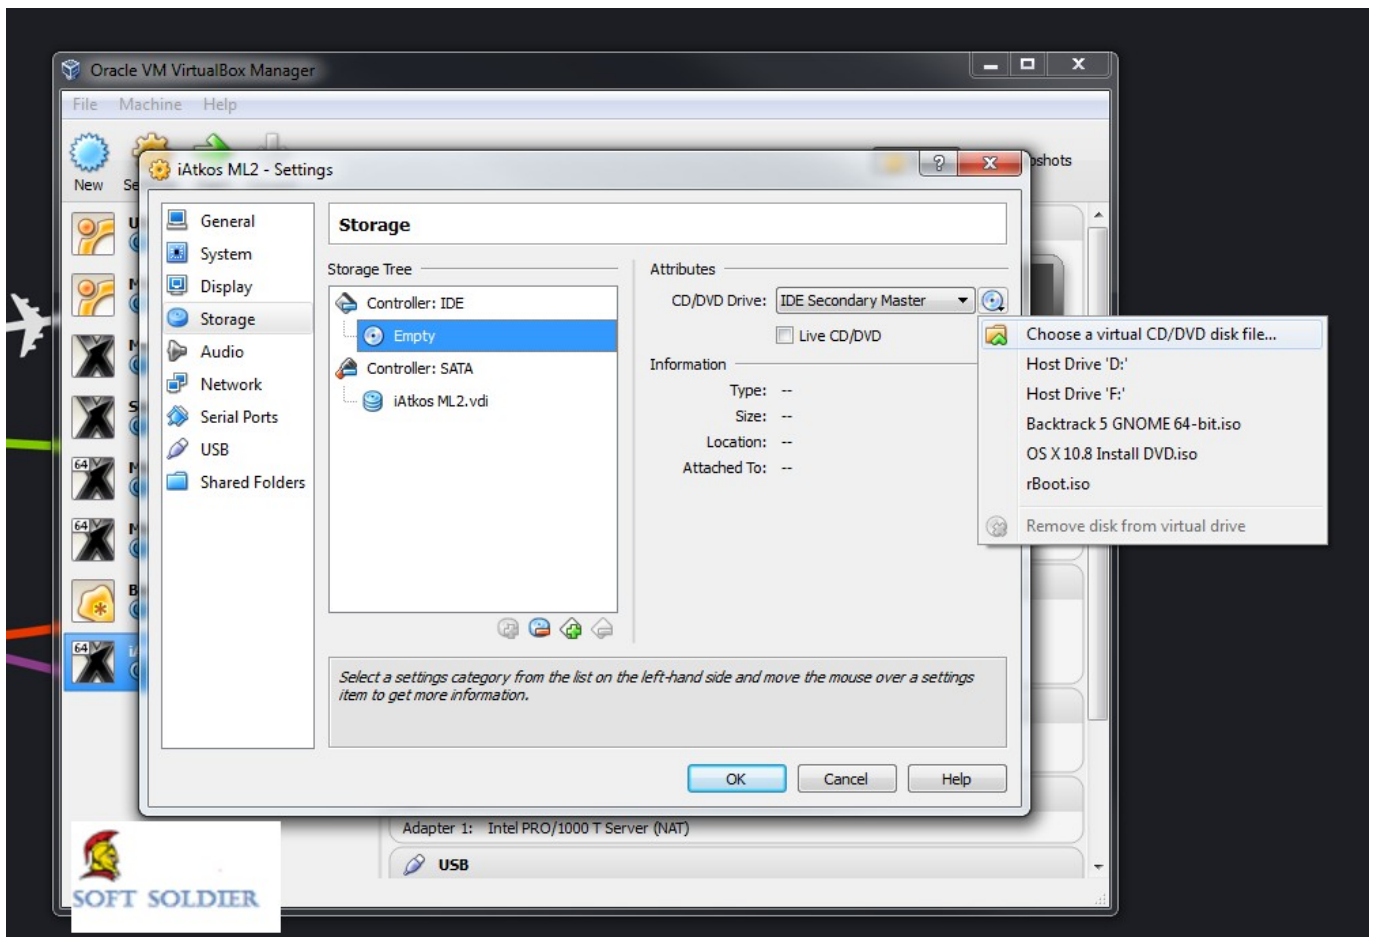 Oracle VM VirtualBox Manager
File Machine Help
New
pshots
iAtkos ML2 - Settings
General
System
Display
Storage
Audio
Network
Serial Ports
USB
Shared Folders
Storage
Storage Tree
Controller: IDE
Empty
Controller: SATA
iAtkos ML2.vdi
Attributes
CD/DVD Drive: IDE Secondary Master
Live CD/DVD
Information
Type: --
Size: --
Location: --
Attached To: --
Choose a virtual CD/DVD disk file...
Host Drive 'D:'
Host Drive 'F:'
Backtrack 5 GNOME 64-bit.iso
OS X 10.8 Install DVD.iso
rBoot.iso
Remove disk from virtual drive
64
64
64
Select a settings category from the list on the left-hand side and move the mouse over a settings
item to get more information.
OK Cancel Help
Adapter 1: Intel PRO/1000 T Server (NAT)
USB
SOFT SOLDIER